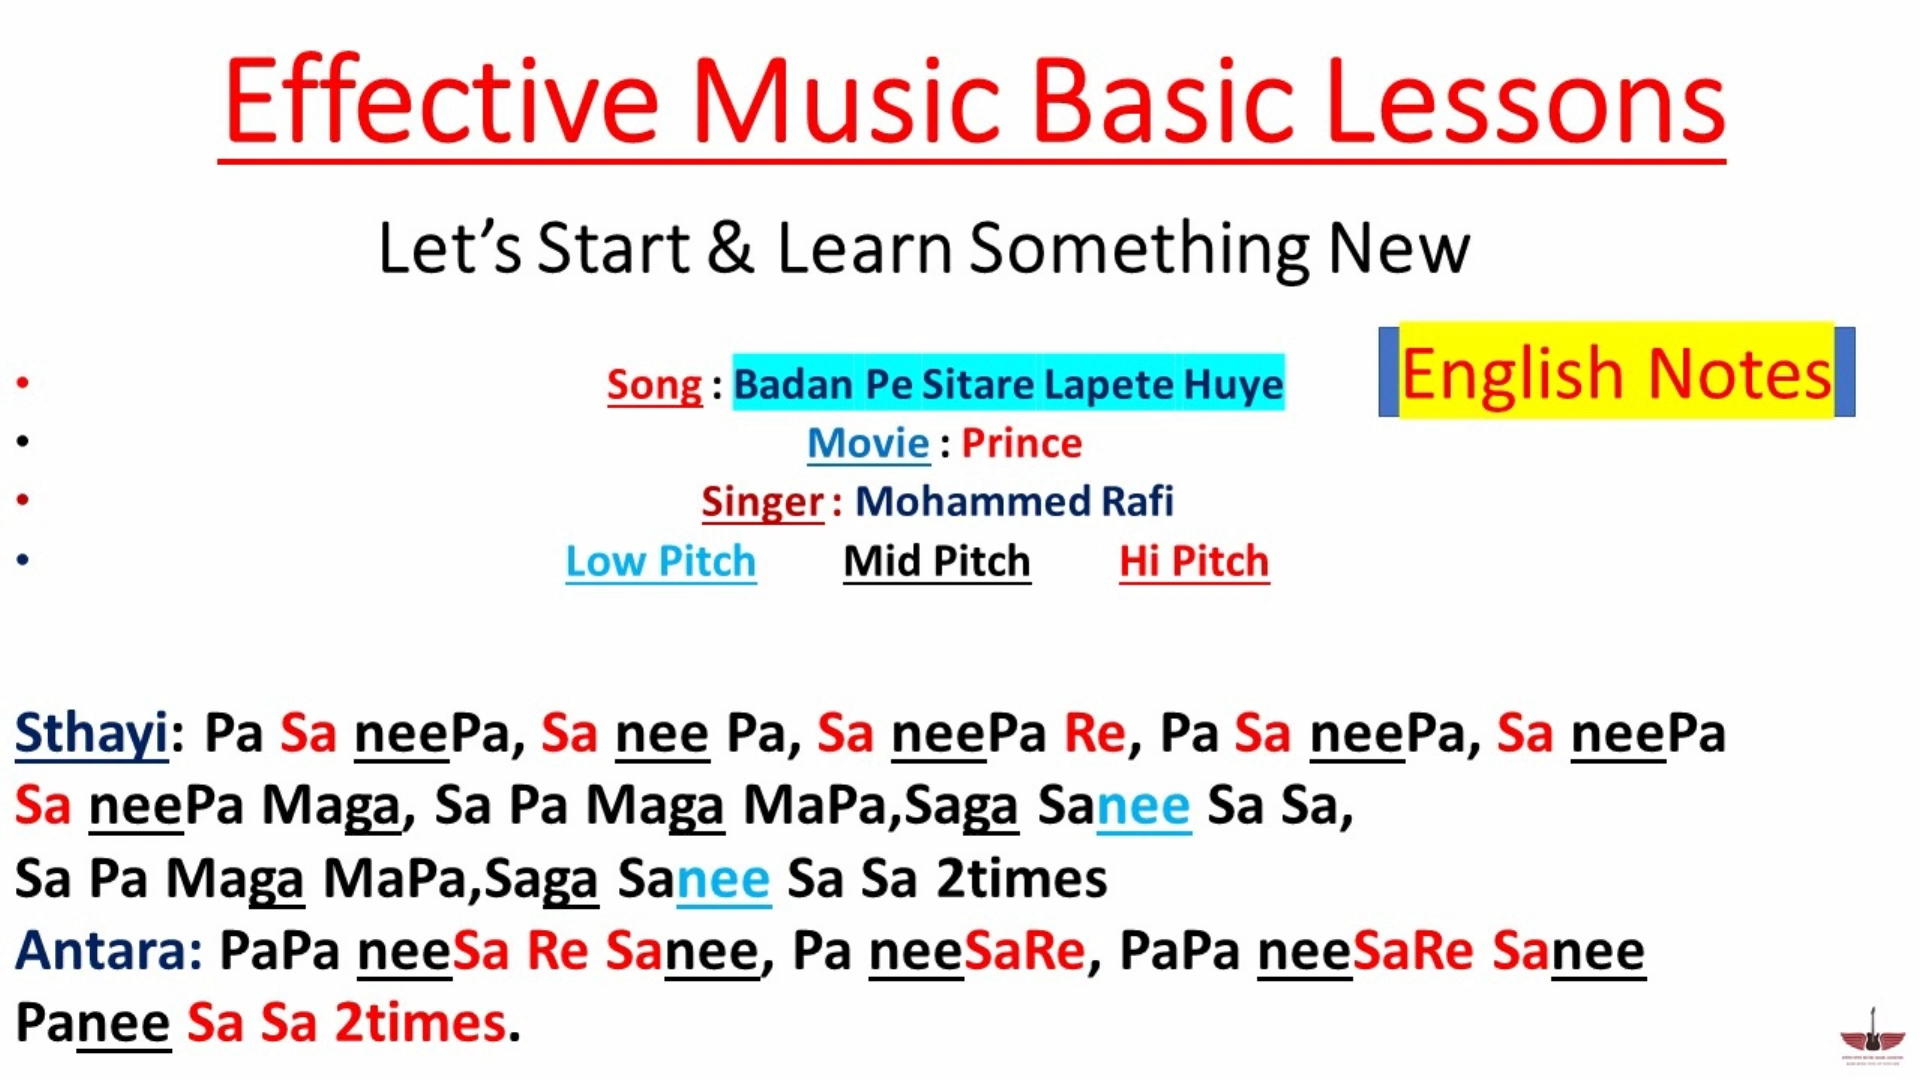 Effective Music Basic Lessons
Let's Start & Learn Something New
English Notes
• Song : Badan Pe Sitare Lapete Huye
• Movie : Prince
• Singer : Mohammed Rafi
• Low Pitch Mid Pitch Hi Pitch
Sthayi: Pa Sa neePa, Sa nee Pa, Sa neePa Re, Pa Sa neePa, Sa neePa
Sa neePa Maga, Sa Pa Maga MaPa,Saga Sanee Sa Sa,
Sa Pa Maga MaPa,Saga Sanee Sa Sa 2times
Antara: PaPa neeSa Re Sanee, Pa neeSaRe, PaPa neeSaRe Sanee
Panee Sa Sa 2times.